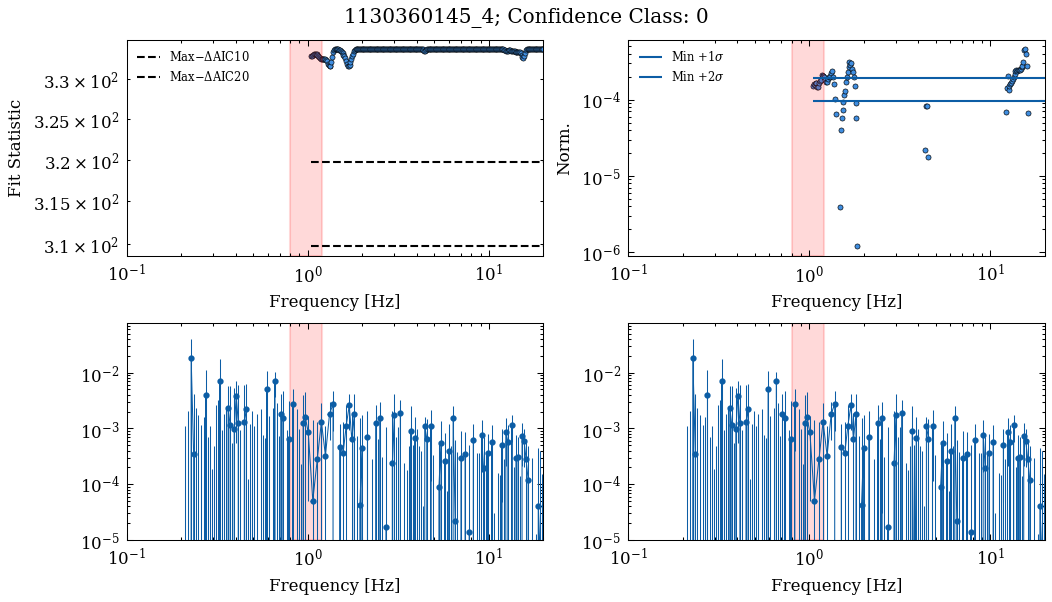 1130360145_4; Confidence Class: 0
Fit Statistic
3.3 × 10²
3.25 × 10²
3.2 × 10²
3.15 × 10²
3.1 × 10²
Max−ΔAIC10
Max−ΔAIC20
10⁻¹ 10⁰ 10¹
Frequency [Hz]
Norm.
10⁻⁴
10⁻⁵
10⁻⁶
Min +1σ
Min +2σ
10⁻¹ 10⁰ 10¹
Frequency [Hz]
10⁻²
10⁻³
10⁻⁴
10⁻⁵
10⁻¹ 10⁰ 10¹
Frequency [Hz]
10⁻²
10⁻³
10⁻⁴
10⁻⁵
10⁻¹ 10⁰ 10¹
Frequency [Hz]